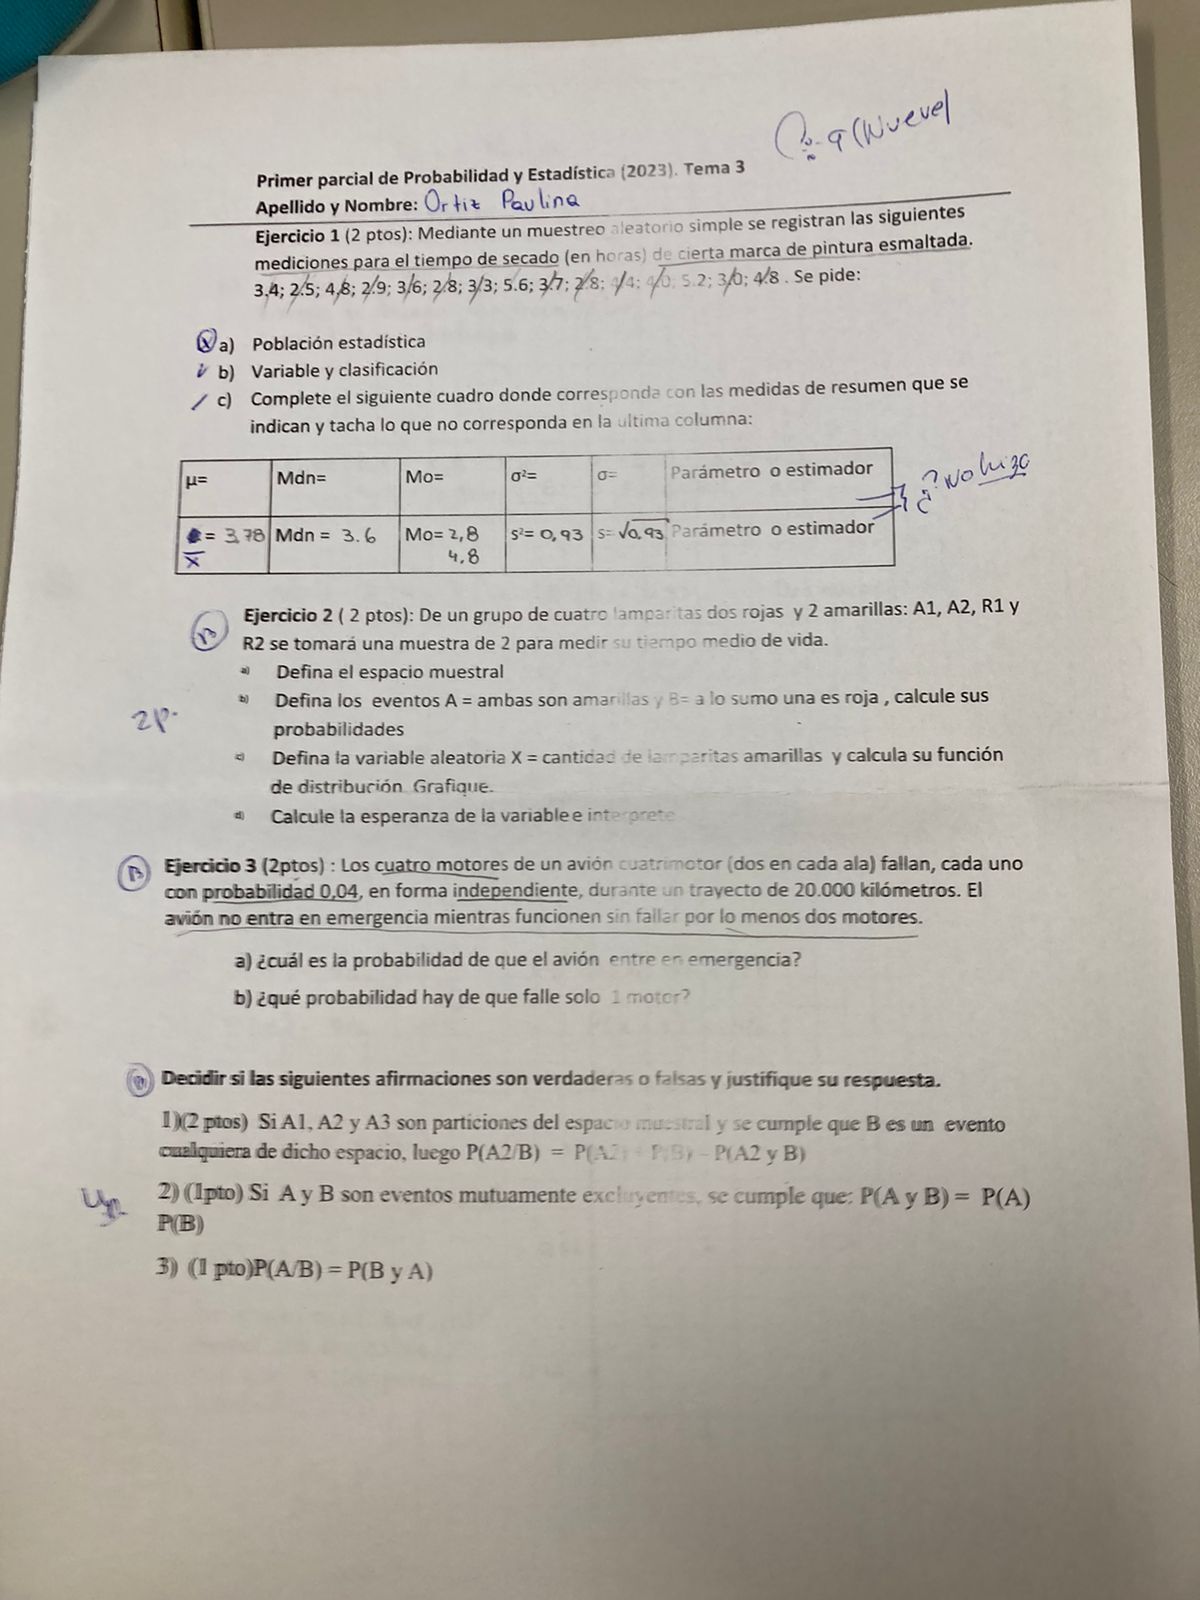 9 (Nueve)
Primer parcial de Probabilidad y Estadística (2023). Tema 3
Apellido y Nombre: Ortiz Paulina
Ejercicio 1 (2 ptos): Mediante un muestreo aleatorio simple se registran las siguientes
mediciones para el tiempo de secado (en horas) de cierta marca de pintura esmaltada.
3,4; 2.5; 4,8; 2/9; 3/6; 2/8; 3/3; 5.6; 3/7; 2/8; 4/4; 4/0; 5.2; 3/0; 4/8 . Se pide:
x a) Población estadística
b) Variable y clasificación
c) Complete el siguiente cuadro donde corresponda con las medidas de resumen que se
indican y tacha lo que no corresponda en la ultima columna:
μ= Mdn= Mo= σ²= σ= Parámetro o estimador
x̅ = 3,78 Mdn = 3.6 Mo= 2,8 s²= 0,93 s= √0,93 Parámetro o estimador
4,8
¿? No hizo
B Ejercicio 2 ( 2 ptos): De un grupo de cuatro lamparitas dos rojas y 2 amarillas: A1, A2, R1 y
R2 se tomará una muestra de 2 para medir su tiempo medio de vida.
a) Defina el espacio muestral
b) Defina los eventos A = ambas son amarillas y B= a lo sumo una es roja , calcule sus
2p.
probabilidades
c) Defina la variable aleatoria X = cantidad de lamparitas amarillas y calcula su función
de distribución Grafique.
d) Calcule la esperanza de la variable e interprete
B Ejercicio 3 (2ptos) : Los cuatro motores de un avión cuatrimotor (dos en cada ala) fallan, cada uno
con probabilidad 0,04, en forma independiente, durante un trayecto de 20.000 kilómetros. El
avión no entra en emergencia mientras funcionen sin fallar por lo menos dos motores.
a) ¿cuál es la probabilidad de que el avión entre en emergencia?
b) ¿qué probabilidad hay de que falle solo 1 motor?
B Decidir si las siguientes afirmaciones son verdaderas o falsas y justifique su respuesta.
1)(2 ptos) Si A1, A2 y A3 son particiones del espacio muestral y se cumple que B es un evento
cualquiera de dicho espacio, luego P(A2/B) = P(A2) + P(B) - P(A2 y B)
4p.
2) (1pto) Si A y B son eventos mutuamente excluyentes, se cumple que: P(A y B) = P(A)
P(B)
3) (1 pto)P(A/B) = P(B y A)